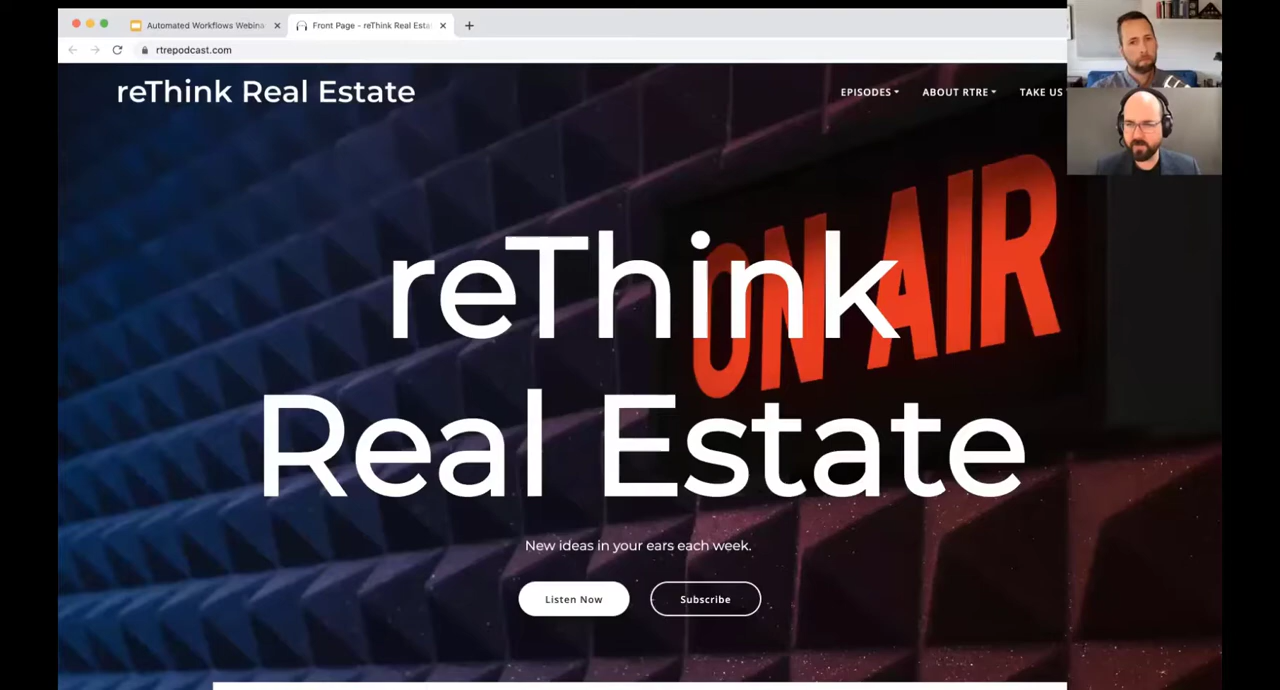 Automated Workflows Webina
Front Page - reThink Real Esta
rtrepodcast.com
reThink Real Estate
EPISODES
ABOUT RTRE
TAKE US
ON AIR
reThink
Real Estate
New ideas in your ears each week.
Listen Now
Subscribe